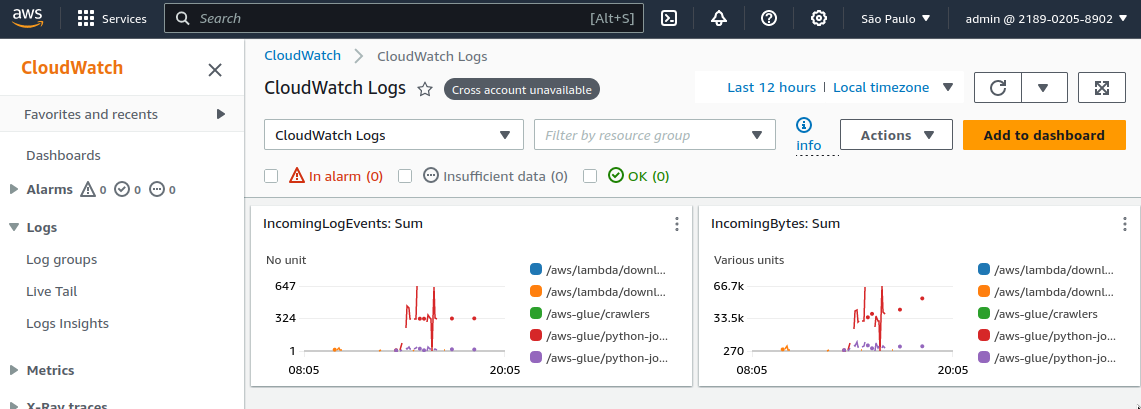 aws
Services
Search
[Alt+S]
São Paulo
admin @ 2189-0205-8902
CloudWatch
Favorites and recents
Dashboards
Alarms 0 0 0
Logs
Log groups
Live Tail
Logs Insights
Metrics
X-Ray traces
CloudWatch
CloudWatch Logs
CloudWatch Logs
Cross account unavailable
Last 12 hours
Local timezone
CloudWatch Logs
Filter by resource group
info
Actions
Add to dashboard
In alarm (0)
Insufficient data (0)
OK (0)
IncomingLogEvents: Sum
No unit
647
324
1
08:05
20:05
/aws/lambda/downl...
/aws/lambda/downl...
/aws-glue/crawlers
/aws-glue/python-jo...
/aws-glue/python-jo...
IncomingBytes: Sum
Various units
66.7k
33.5k
270
08:05
20:05
/aws/lambda/downl...
/aws/lambda/downl...
/aws-glue/crawlers
/aws-glue/python-jo...
/aws-glue/python-jo...